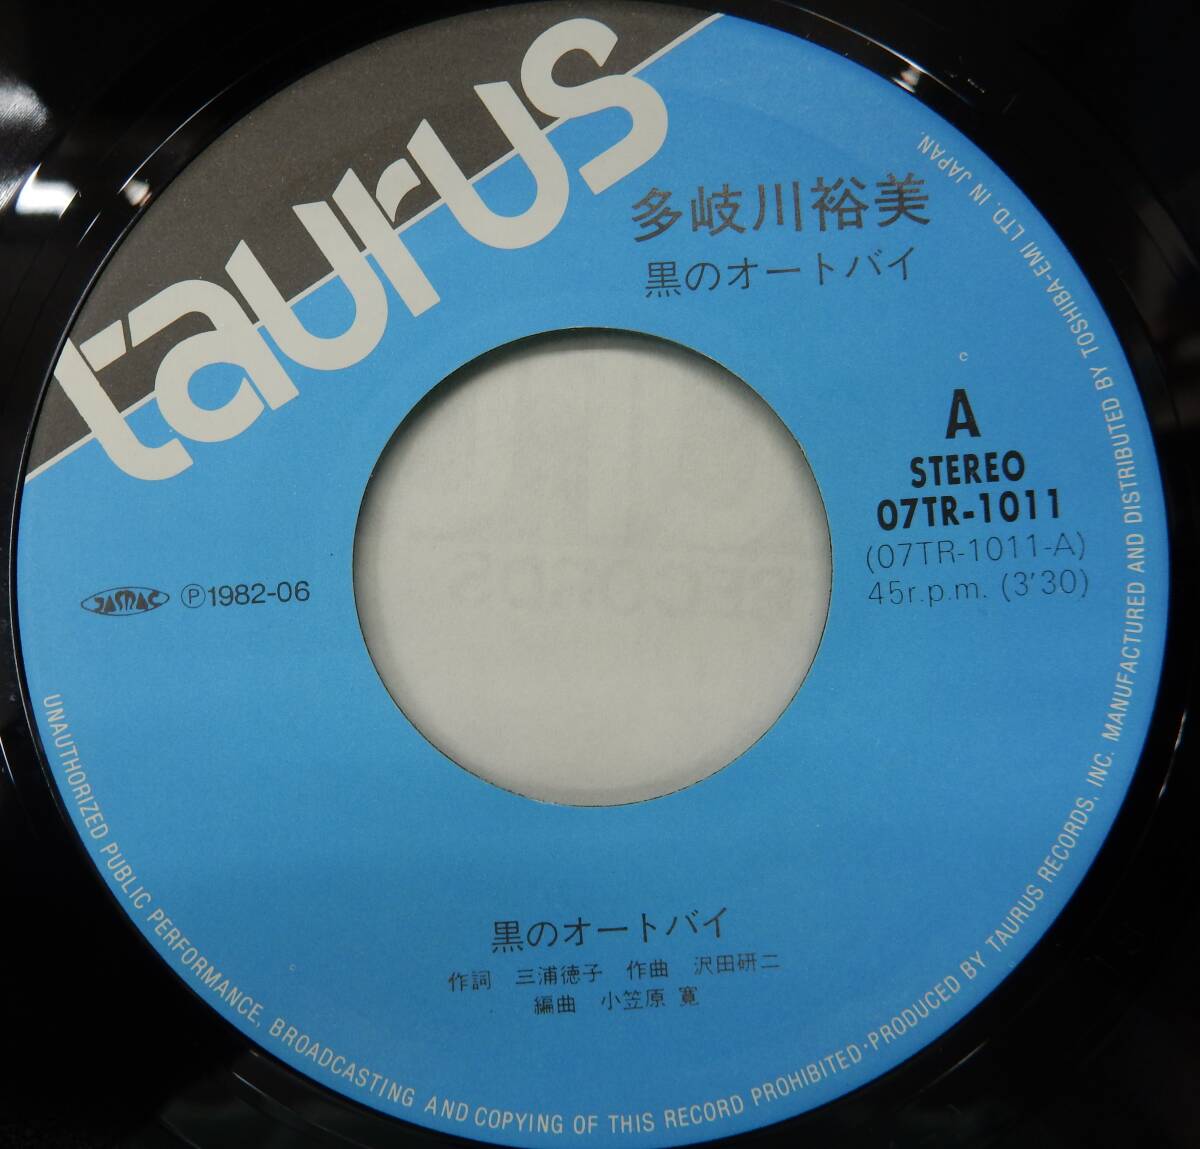 taurus
多岐川裕美
黒のオートバイ
A
STEREO
07TR-1011
(07TR-1011-A)
45r.p.m. (3'30)
JASRAC Ⓟ1982-06
黒のオートバイ
作詞 三浦徳子 作曲 沢田研二
編曲 小笠原 寛
UNAUTHORIZED PUBLIC PERFORMANCE, BROADCASTING AND COPYING OF THIS RECORD PROHIBITED·PRODUCED BY TAURUS RECORDS, INC. MANUFACTURED AND DISTRIBUTED BY TOSHIBA-EMI LTD. IN JAPAN.